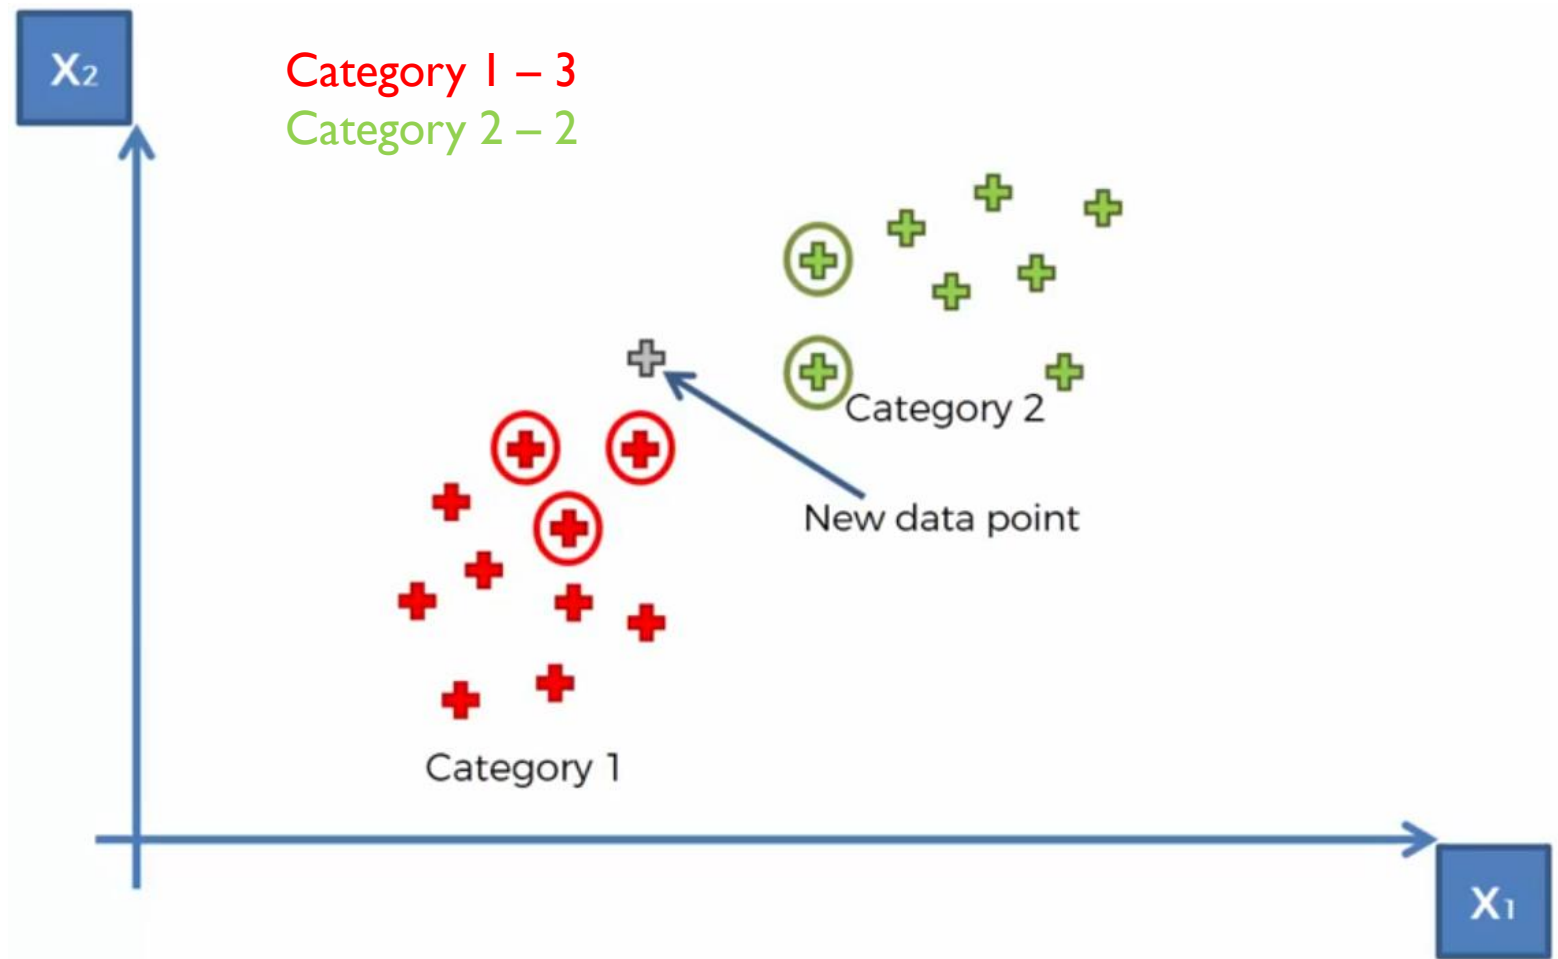 X2
Category 1 – 3
Category 2 – 2
Category 2
New data point
Category 1
X1